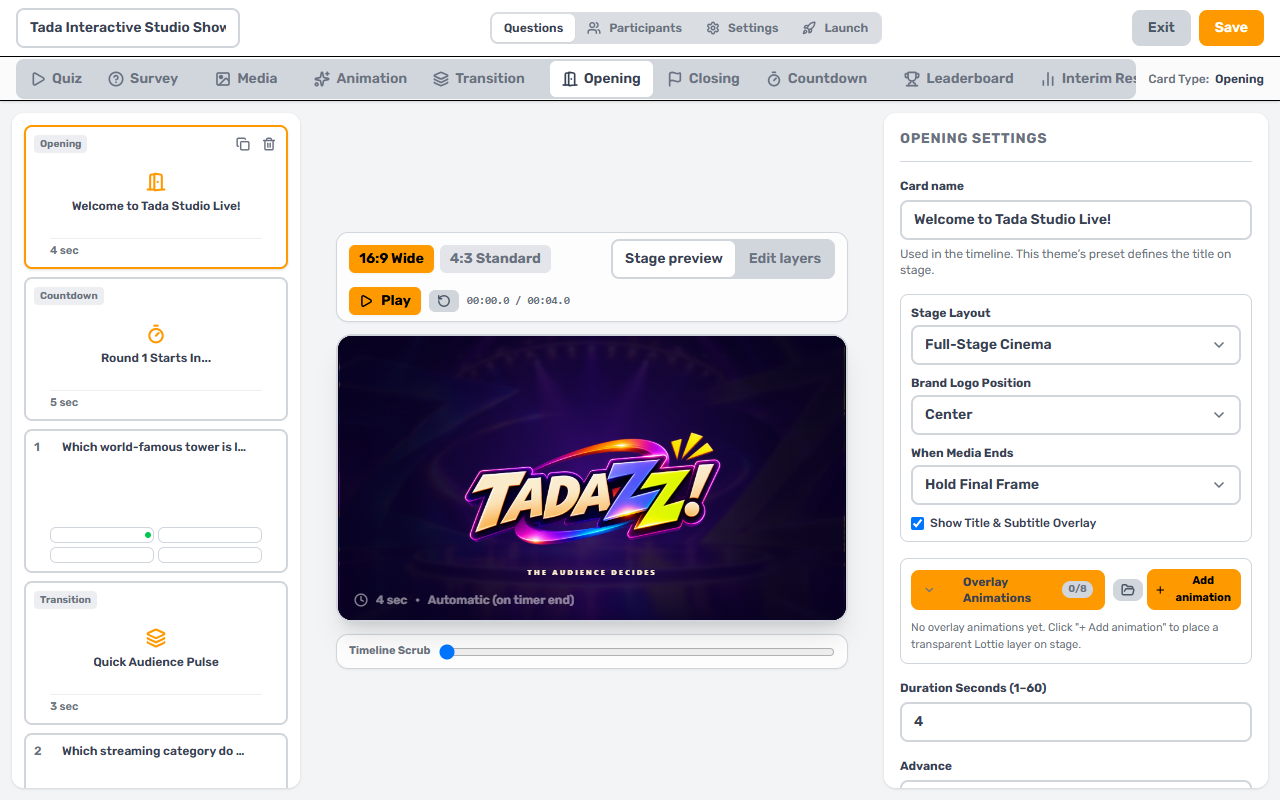 Tada Interactive Studio Show
Questions
Participants
Settings
Launch
Exit
Save
Quiz
Survey
Media
Animation
Transition
Opening
Closing
Countdown
Leaderboard
Interim Res
Card Type: Opening
Opening
Welcome to Tada Studio Live!
4 sec
Countdown
Round 1 Starts In...
5 sec
1 Which world-famous tower is l...
Transition
Quick Audience Pulse
3 sec
2 Which streaming category do ...
16:9 Wide
4:3 Standard
Stage preview
Edit layers
Play
00:00.0 / 00:04.0
TADAZZ!
THE AUDIENCE DECIDES
4 sec • Automatic (on timer end)
Timeline Scrub
OPENING SETTINGS
Card name
Welcome to Tada Studio Live!
Used in the timeline. This theme's preset defines the title on
stage.
Stage Layout
Full-Stage Cinema
Brand Logo Position
Center
When Media Ends
Hold Final Frame
Show Title & Subtitle Overlay
Overlay
Animations
0/8
+ Add
animation
No overlay animations yet. Click "+ Add animation" to place a
transparent Lottie layer on stage.
Duration Seconds (1–60)
4
Advance